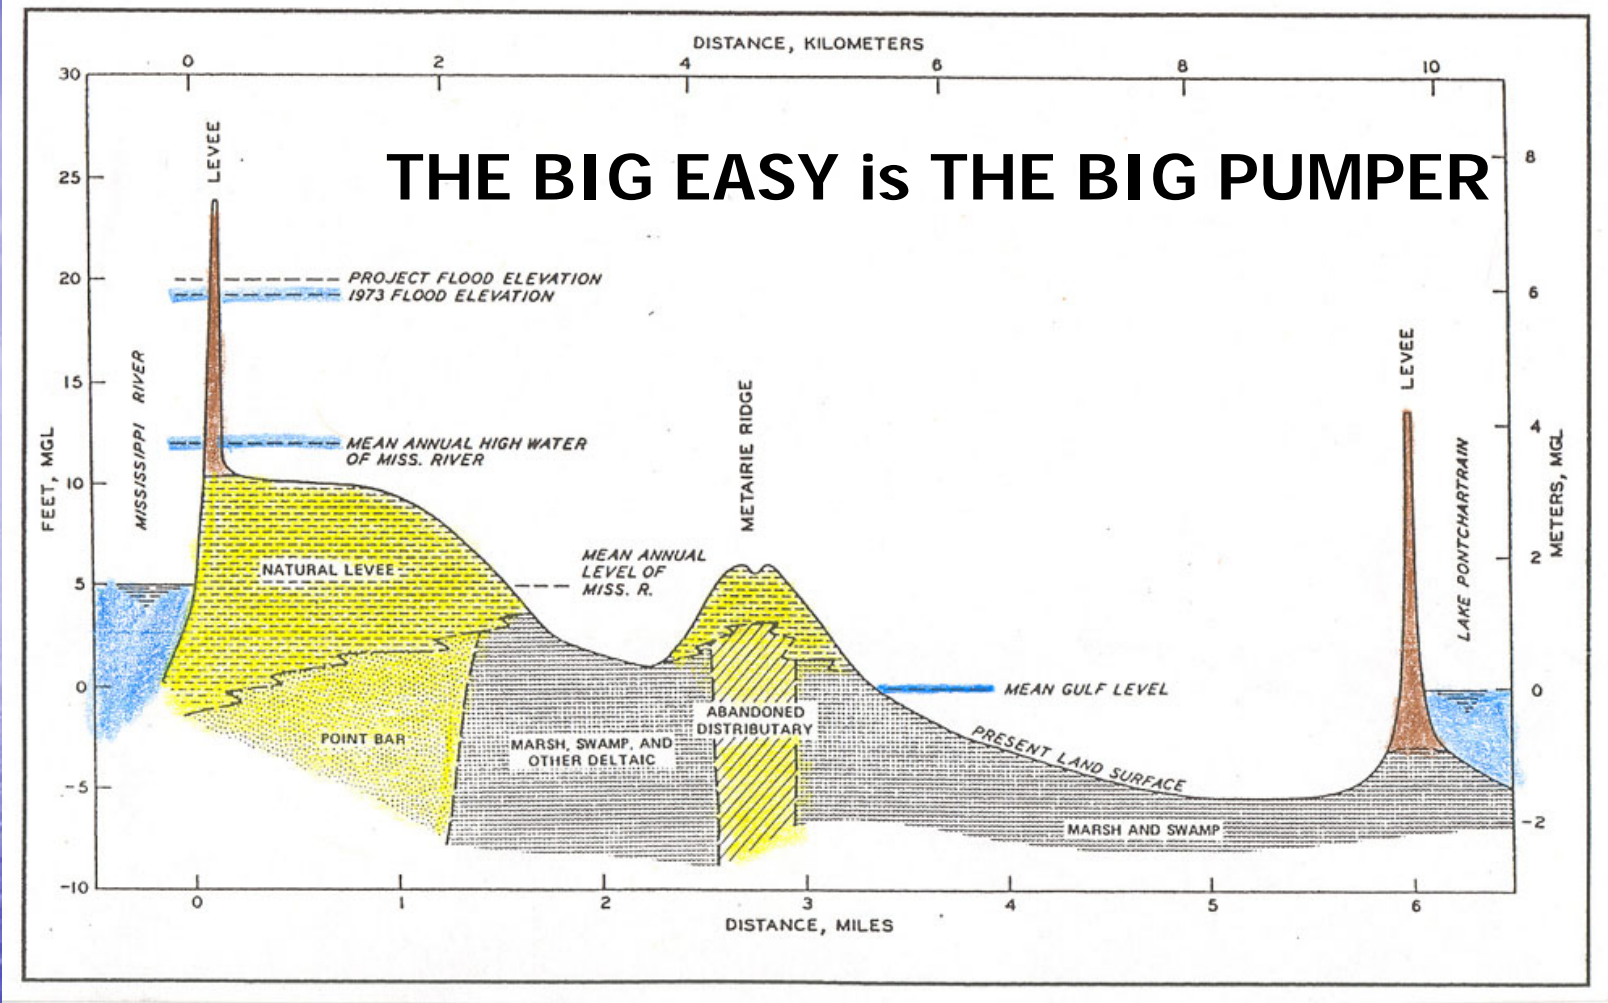 DISTANCE, KILOMETERS
0 2 4 6 8 10
30
25
20
15
10
5
0
-5
-10
FEET, MGL
8
6
4
2
0
-2
METERS, MGL
THE BIG EASY is THE BIG PUMPER
LEVEE
PROJECT FLOOD ELEVATION
1973 FLOOD ELEVATION
MISSISSIPPI RIVER
MEAN ANNUAL HIGH WATER
OF MISS. RIVER
NATURAL LEVEE
MEAN ANNUAL
LEVEL OF
MISS. R.
METAIRIE RIDGE
LEVEE
LAKE PONTCHARTRAIN
MEAN GULF LEVEL
POINT BAR
MARSH, SWAMP, AND
OTHER DELTAIC
ABANDONED
DISTRIBUTARY
PRESENT LAND SURFACE
MARSH AND SWAMP
0 1 2 3 4 5 6
DISTANCE, MILES